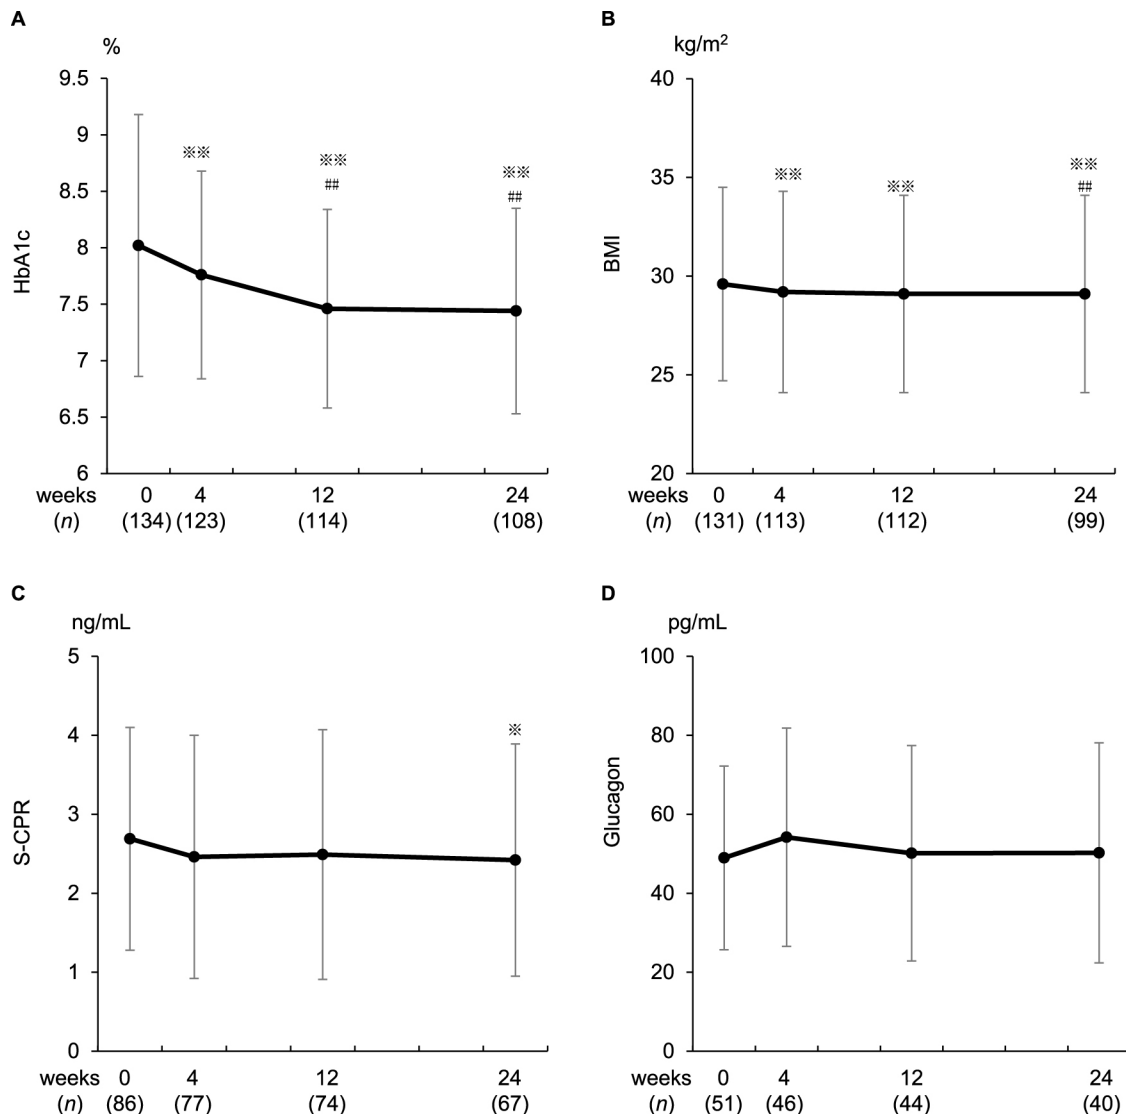 A
%
9.5
9
8.5
8
7.5
7
6.5
6
HbA1c
※※
※※
##
※※
##
weeks 0 4 12 24
(n) (134) (123) (114) (108)
B
kg/m²
40
35
30
25
20
BMI
※※
※※
※※
##
weeks 0 4 12 24
(n) (131) (113) (112) (99)
C
ng/mL
5
4
3
2
1
0
S-CPR
※
weeks 0 4 12 24
(n) (86) (77) (74) (67)
D
pg/mL
100
80
60
40
20
0
Glucagon
weeks 0 4 12 24
(n) (51) (46) (44) (40)